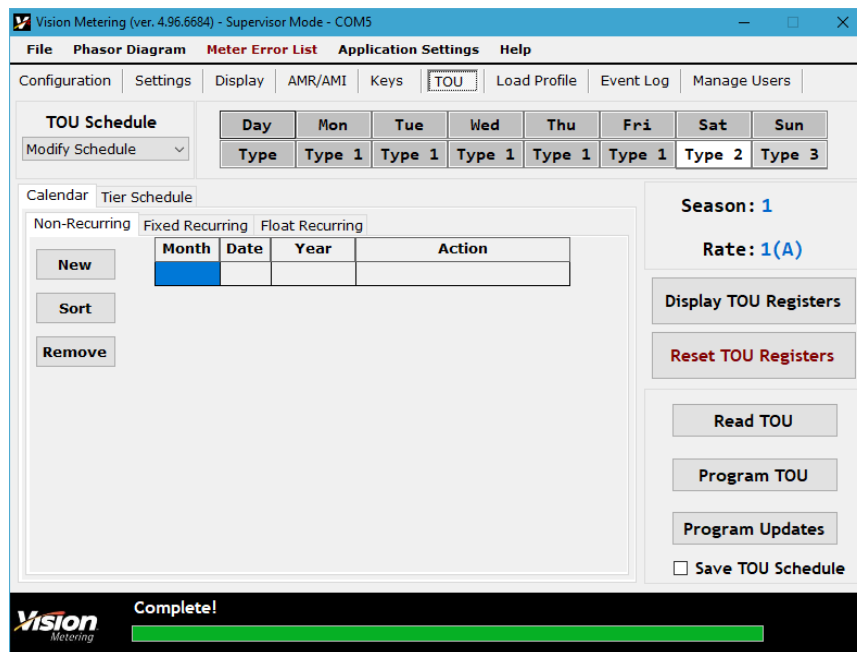 Vision Metering (ver. 4.96.6684) - Supervisor Mode - COM5
File Phasor Diagram Meter Error List Application Settings Help
Configuration Settings Display AMR/AMI Keys TOU Load Profile Event Log Manage Users
TOU Schedule
Modify Schedule
Day Mon Tue Wed Thu Fri Sat Sun
Type Type 1 Type 1 Type 1 Type 1 Type 1 Type 2 Type 3
Calendar Tier Schedule
Non-Recurring Fixed Recurring Float Recurring
Month Date Year Action
New
Sort
Remove
Season: 1
Rate: 1(A)
Display TOU Registers
Reset TOU Registers
Read TOU
Program TOU
Program Updates
Save TOU Schedule
Vision
Metering
Complete!